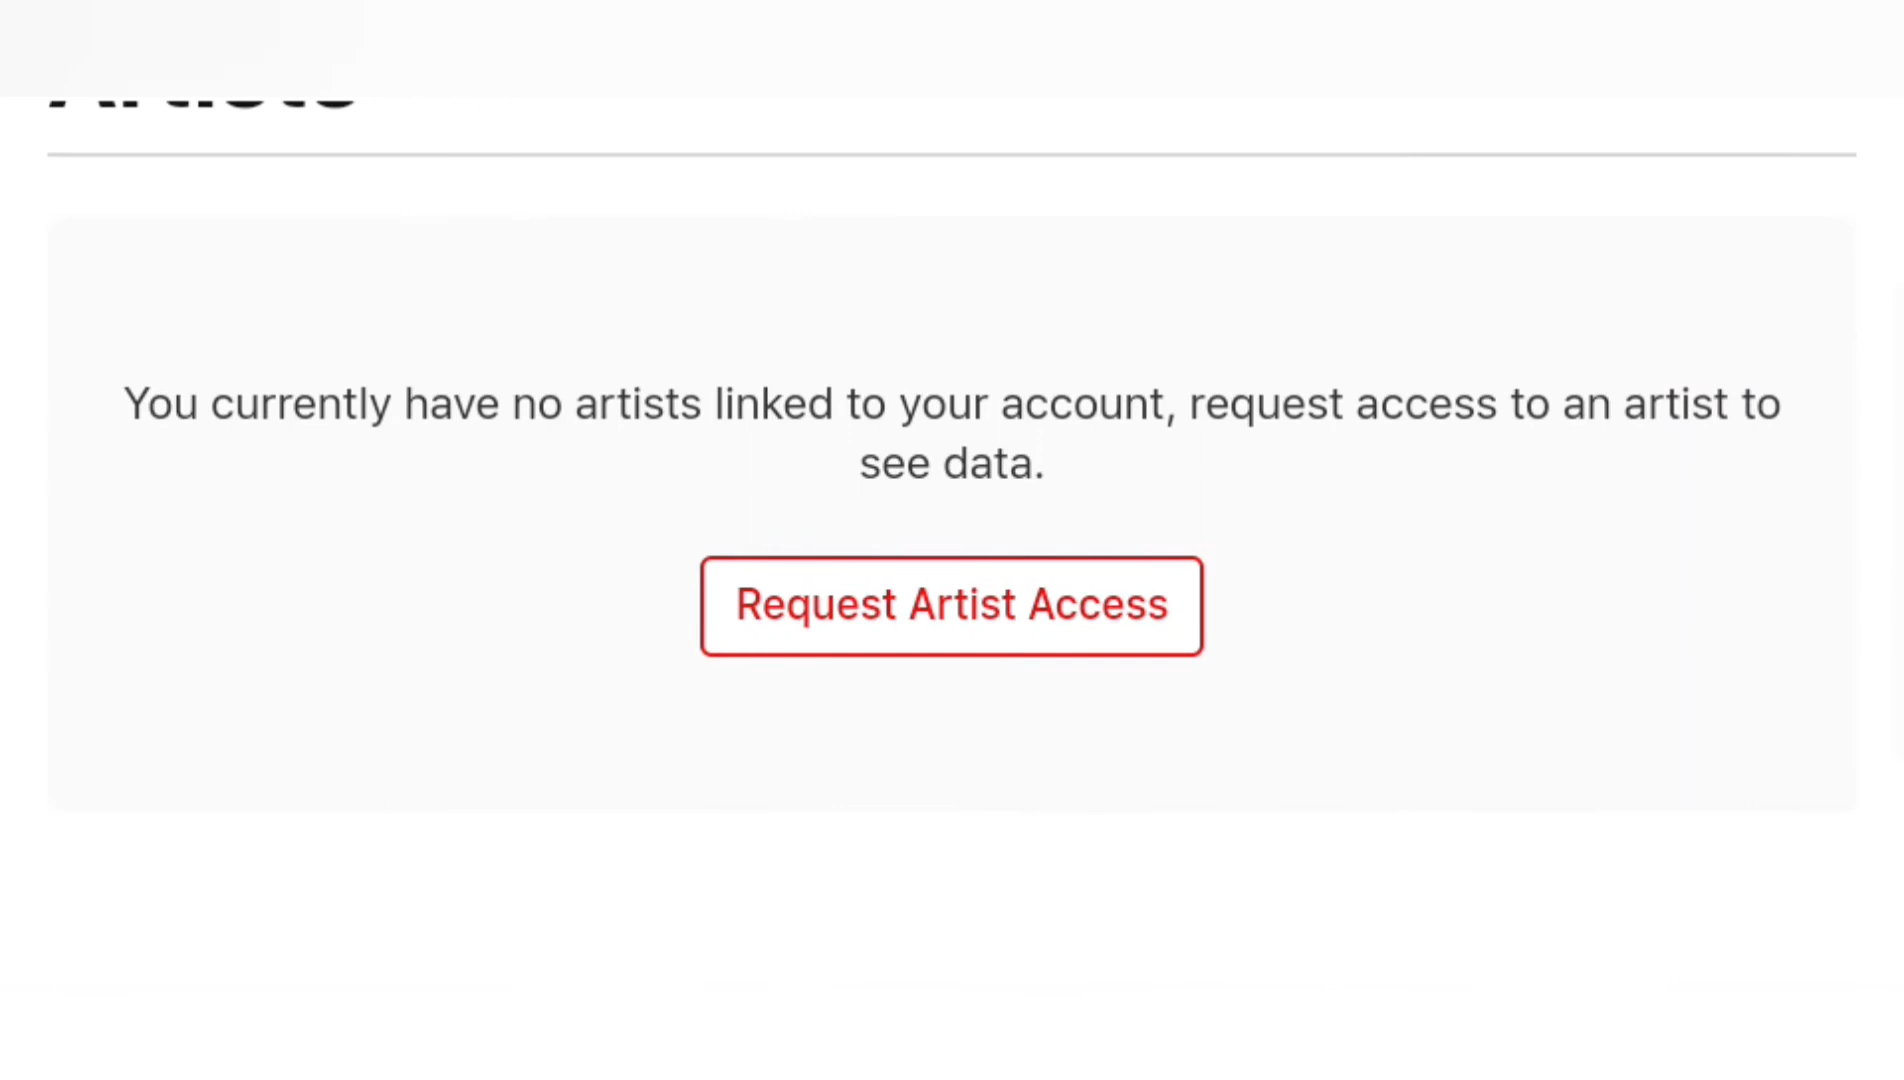 Artists
You currently have no artists linked to your account, request access to an artist to
see data.
Request Artist Access